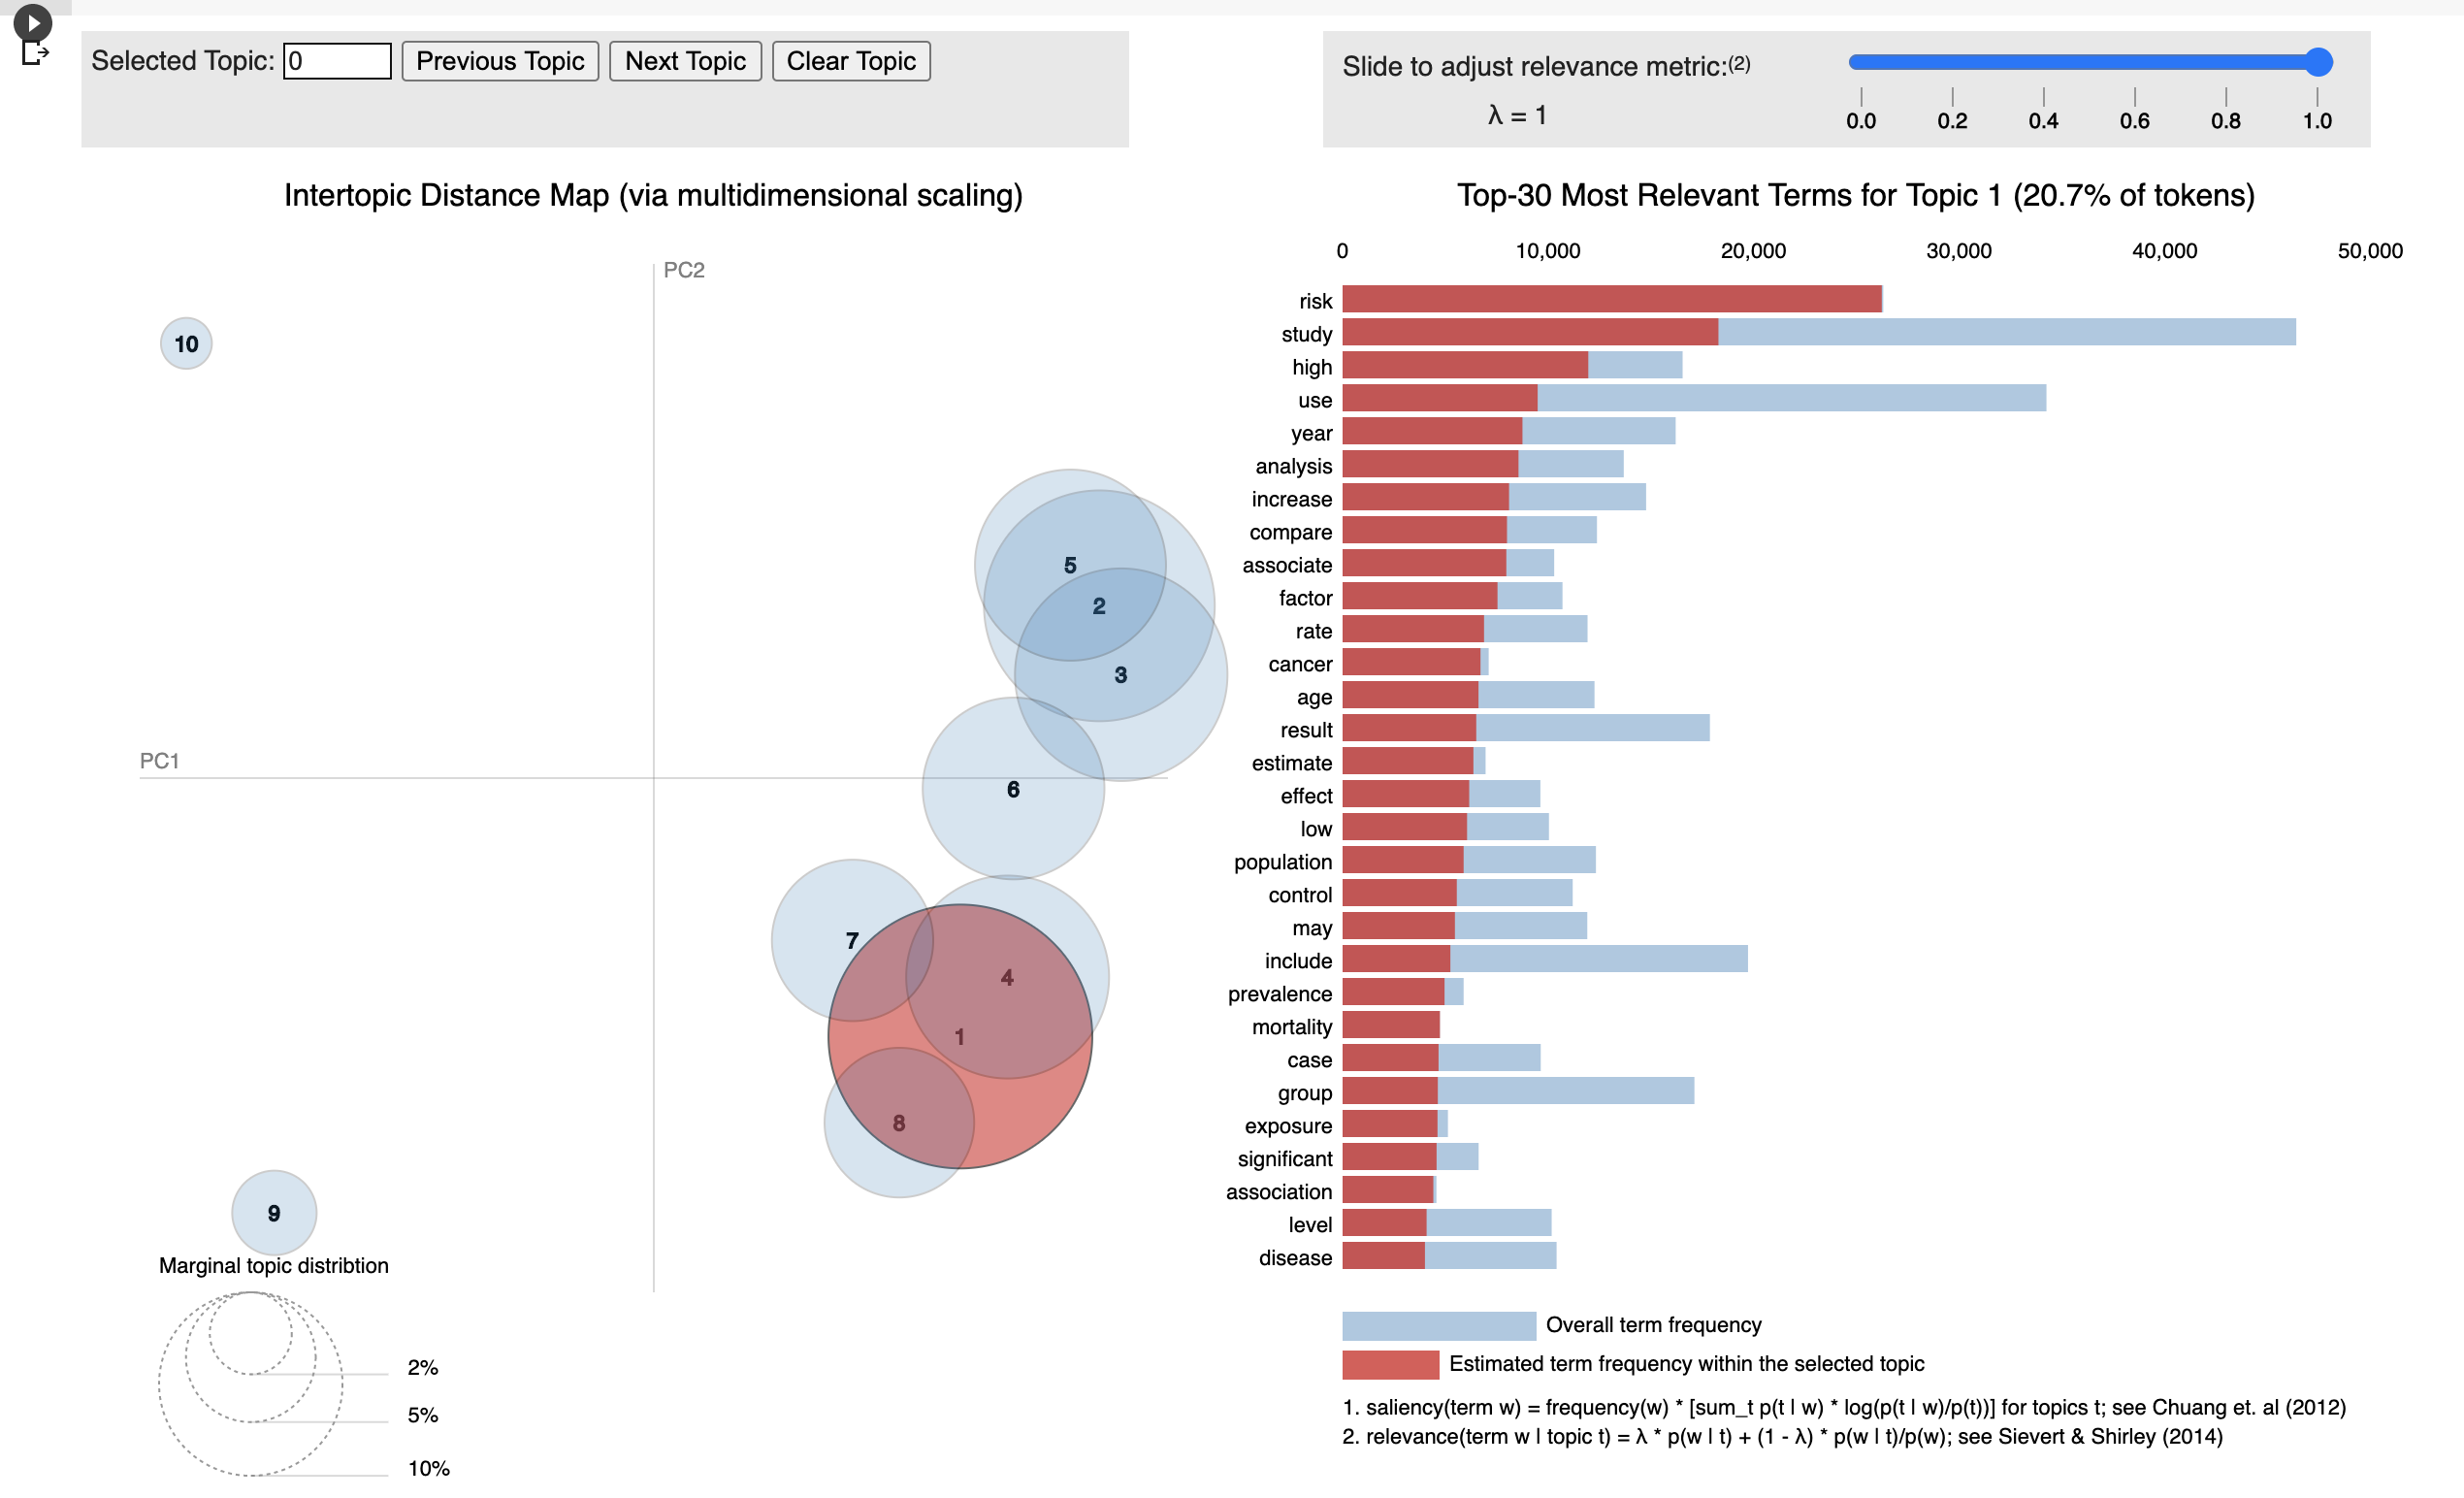 Selected Topic: 0 Previous Topic Next Topic Clear Topic
Slide to adjust relevance metric:(2)
λ = 1
0.0 0.2 0.4 0.6 0.8 1.0
Intertopic Distance Map (via multidimensional scaling)
PC2
PC1
10
5
2
3
6
7
4
1
8
9
Marginal topic distribtion
2%
5%
10%
Top-30 Most Relevant Terms for Topic 1 (20.7% of tokens)
0 10,000 20,000 30,000 40,000 50,000
risk
study
high
use
year
analysis
increase
compare
associate
factor
rate
cancer
age
result
estimate
effect
low
population
control
may
include
prevalence
mortality
case
group
exposure
significant
association
level
disease
Overall term frequency
Estimated term frequency within the selected topic
1. saliency(term w) = frequency(w) * [sum_t p(t | w) * log(p(t | w)/p(t))] for topics t; see Chuang et. al (2012)
2. relevance(term w | topic t) = λ * p(w | t) + (1 - λ) * p(w | t)/p(w); see Sievert & Shirley (2014)